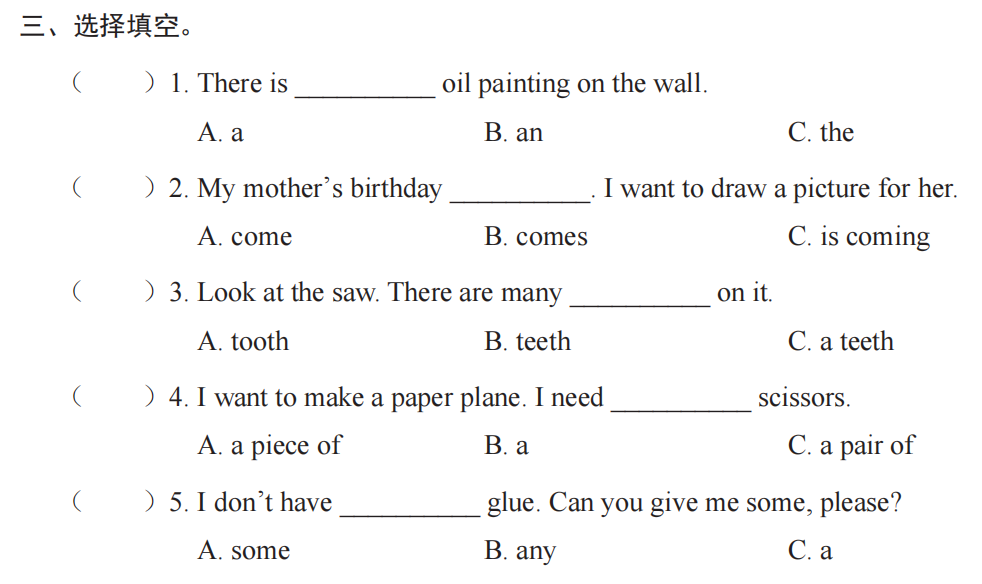 三、选择填空。
（  ）1. There is __________ oil painting on the wall.
A. a B. an C. the
（  ）2. My mother’s birthday __________. I want to draw a picture for her.
A. come B. comes C. is coming
（  ）3. Look at the saw. There are many __________ on it.
A. tooth B. teeth C. a teeth
（  ）4. I want to make a paper plane. I need __________ scissors.
A. a piece of B. a C. a pair of
（  ）5. I don’t have __________ glue. Can you give me some, please?
A. some B. any C. a